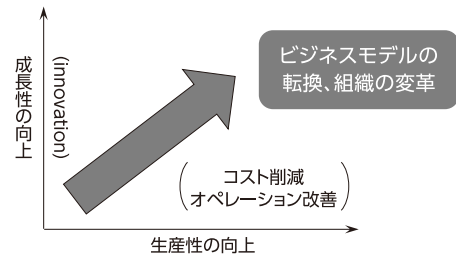 成長性の向上
(innovation)
ビジネスモデルの
転換、組織の変革
(コスト削減
オペレーション改善)
生産性の向上